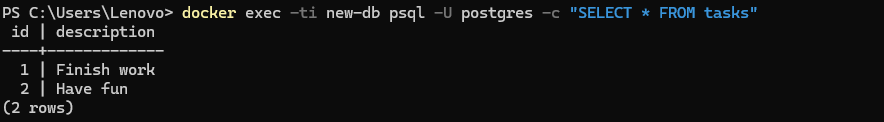 PS C:\Users\Lenovo> docker exec -ti new-db psql -U postgres -c "SELECT * FROM tasks"
 id | description
----+-------------
  1 | Finish work
  2 | Have fun
(2 rows)